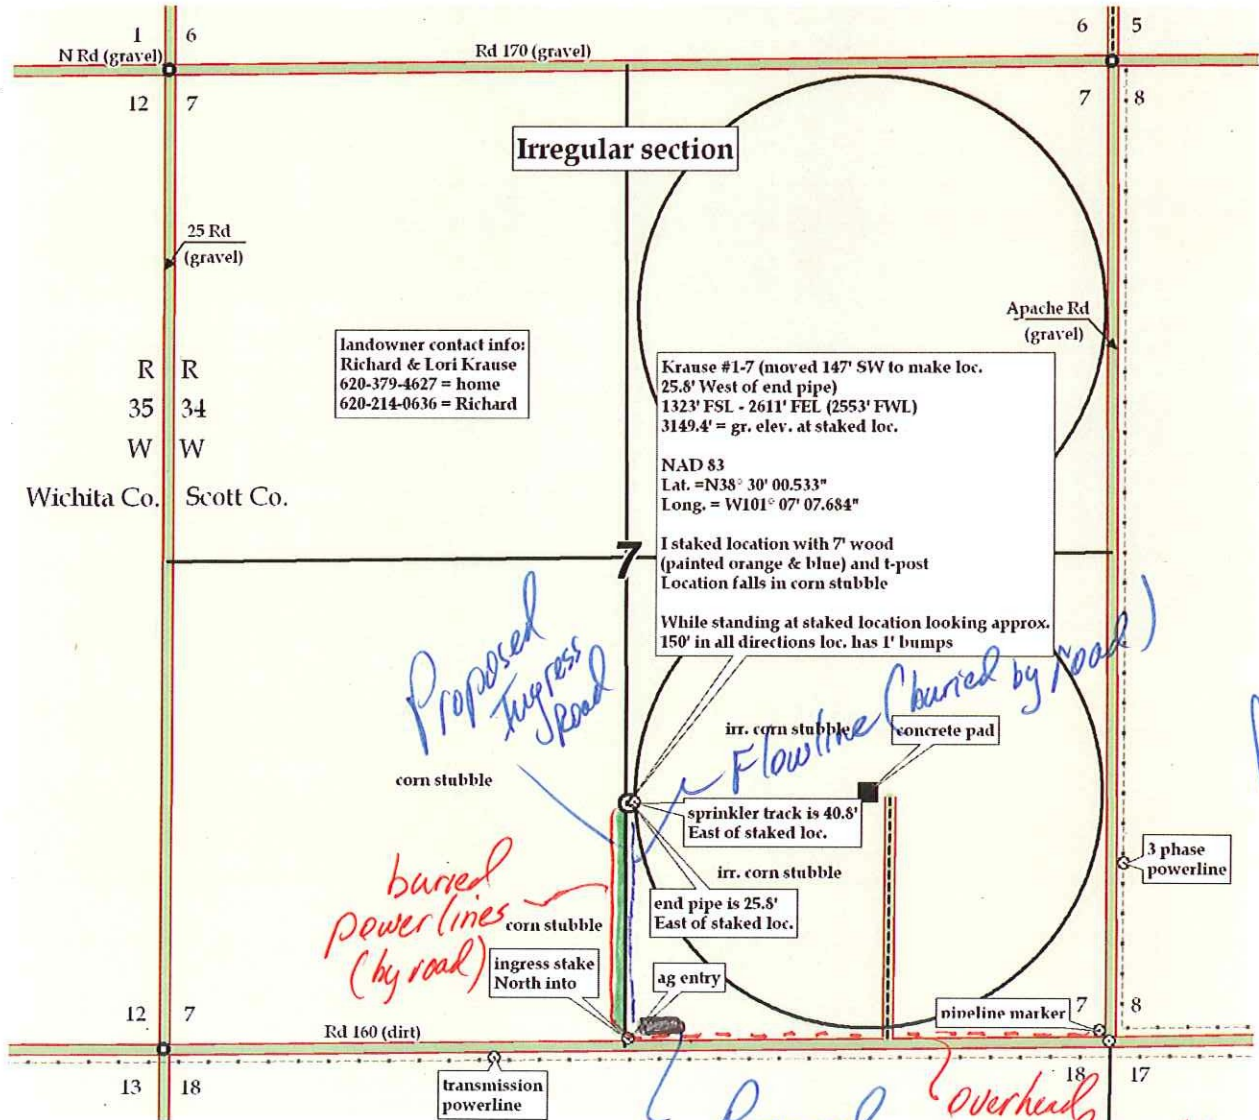 1 6
6 5
N Rd (gravel)
Rd 170 (gravel)
12 7
7 8
Irregular section
25 Rd
(gravel)
Apache Rd
(gravel)
landowner contact info:
Richard & Lori Krause
620-379-4627 = home
620-214-0636 = Richard
R R
35 34
W W
Wichita Co. Scott Co.
Krause #1-7 (moved 147' SW to make loc.
25.8' West of end pipe)
1323' FSL - 2611' FEL (2553' FWL)
3149.4' = gr. elev. at staked loc.
NAD 83
Lat. =N38° 30' 00.533"
Long. = W101° 07' 07.684"
I staked location with 7' wood
(painted orange & blue) and t-post
Location falls in corn stubble
While standing at staked location looking approx.
150' in all directions loc. has 1' bumps
7
Proposed
Ingress
Road
Flowline (buried by road)
irr. corn stubble
concrete pad
corn stubble
sprinkler track is 40.8'
East of staked loc.
3 phase
powerline
irr. corn stubble
buried
powerlines
(by road)
end pipe is 25.8'
East of staked loc.
corn stubble
ingress stake
North into
ag entry
12 7
7 8
pipeline marker
Rd 160 (dirt)
13 18
18 17
transmission
powerline
overhead